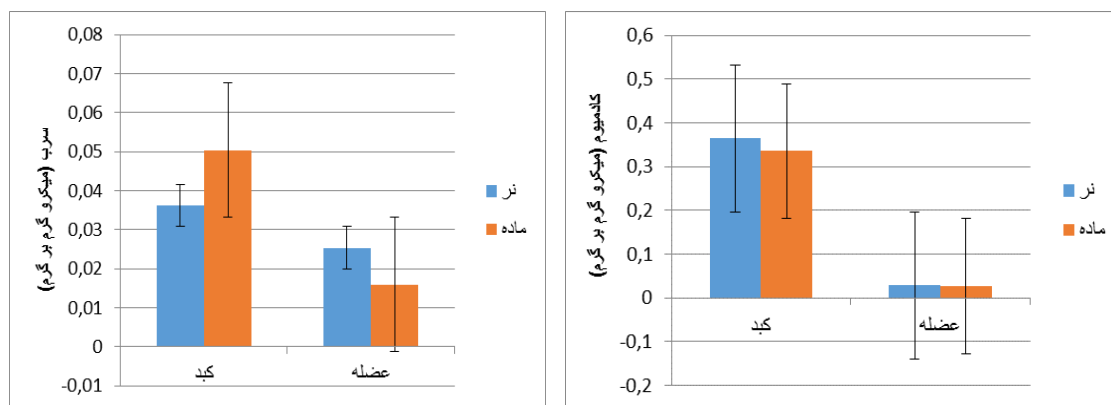 0,08
0,07
0,06
0,05
0,04
0,03
0,02
0,01
0
-0,01
سرب (میکرو گرم بر گرم)
کبد
عضله
نر
ماده
0,6
0,5
0,4
0,3
0,2
0,1
0
-0,1
-0,2
کادمیوم (میکرو گرم بر گرم)
کبد
عضله
نر
ماده